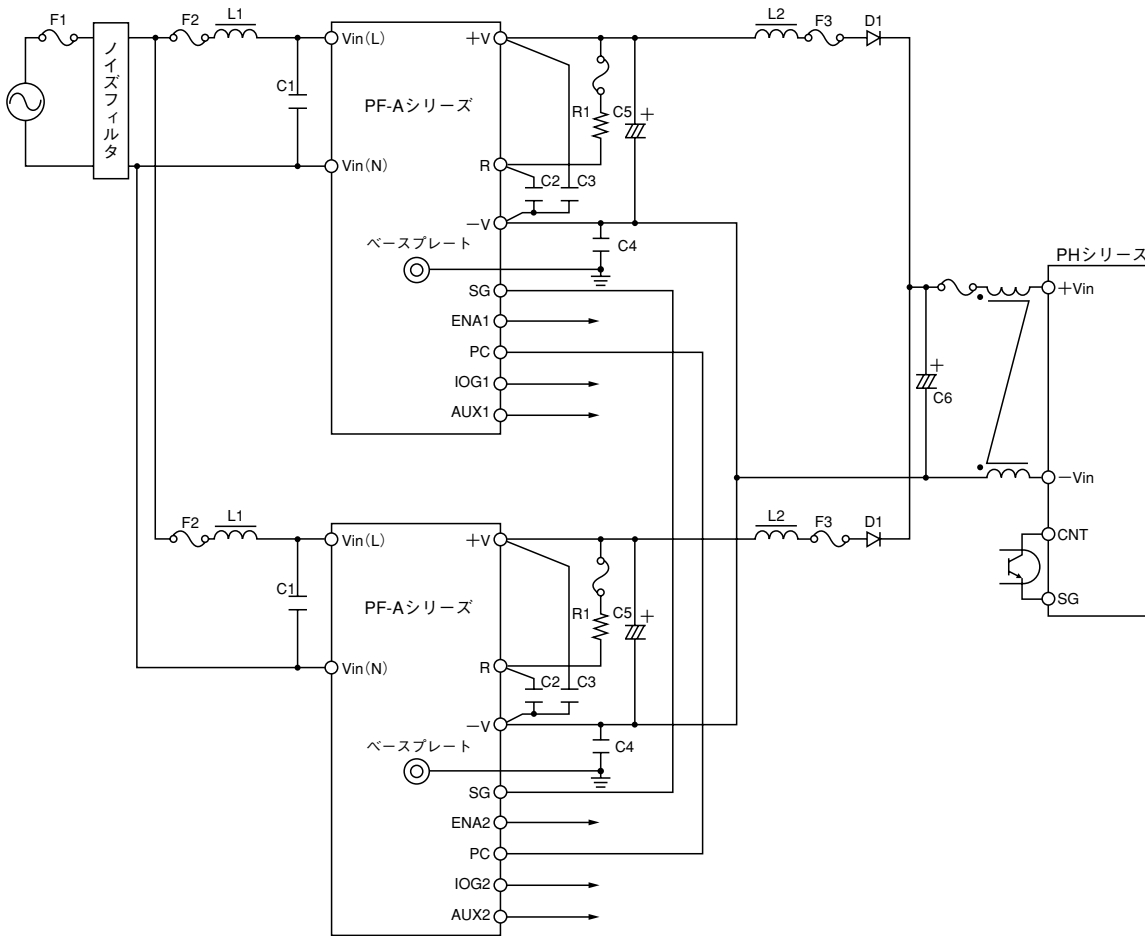 F1
ノイズフィルタ
F2
L1
C1
Vin(L)
Vin(N)
PF-Aシリーズ
+V
R
−V
ベースプレート
SG
ENA1
PC
IOG1
AUX1
R1
C5
+
C2
C3
C4
L2
F3
D1
PHシリーズ
+Vin
+
C6
−Vin
CNT
SG
F2
L1
C1
Vin(L)
Vin(N)
PF-Aシリーズ
+V
R
−V
ベースプレート
SG
ENA2
PC
IOG2
AUX2
R1
C5
+
C2
C3
C4
L2
F3
D1